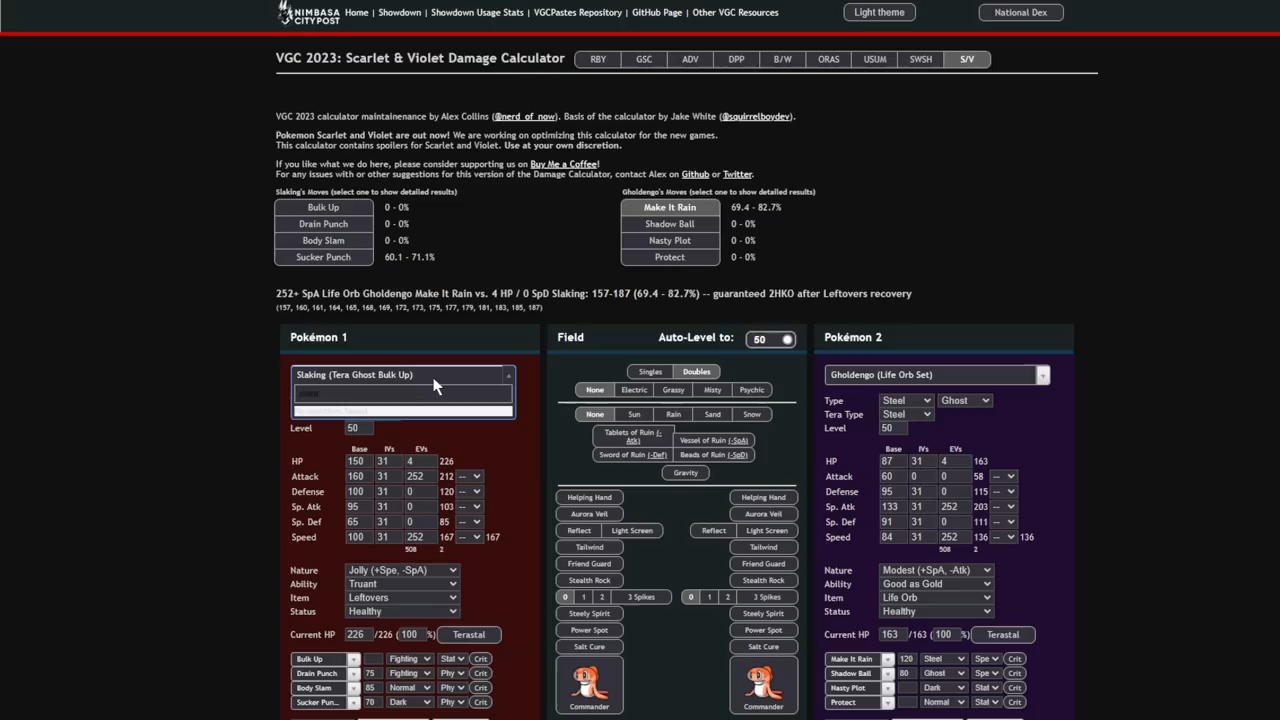 NIMBASA CITYPOST Home | Showdown | Showdown Usage Stats | VGCPastes Repository | GitHub Page | Other VGC Resources Light theme National Dex
VGC 2023: Scarlet & Violet Damage Calculator RBY GSC ADV DPP B/W ORAS USUM SWSH S/V
VGC 2023 calculator maintainenance by Alex Collins (@nerd_of_now). Basis of the calculator by Jake White (@squirrelboydev).
Pokemon Scarlet and Violet are out now! We are working on optimizing this calculator for the new games.
This calculator contains spoilers for Scarlet and Violet. Use at your own discretion.
If you like what we do here, please consider supporting us on Buy Me a Coffee!
For any issues with or other suggestions for this version of the Damage Calculator, contact Alex on Github or Twitter.
Slaking's Moves (select one to show detailed results)
Bulk Up 0 - 0%
Drain Punch 0 - 0%
Body Slam 0 - 0%
Sucker Punch 60.1 - 71.1%
Gholdengo's Moves (select one to show detailed results)
Make It Rain 69.4 - 82.7%
Shadow Ball 0 - 0%
Nasty Plot 0 - 0%
Protect 0 - 0%
252+ SpA Life Orb Gholdengo Make It Rain vs. 4 HP / 0 SpD Slaking: 157-187 (69.4 - 82.7%) -- guaranteed 2HKO after Leftovers recovery
(157, 160, 161, 164, 165, 168, 169, 172, 173, 175, 177, 179, 181, 183, 185, 187)
Pokémon 1
Slaking (Tera Ghost Bulk Up)
Level 50
Base IVs EVs
HP 150 31 4 226
Attack 160 31 252 212 --
Defense 100 31 0 120 --
Sp. Atk 95 31 0 103 --
Sp. Def 65 31 0 85 --
Speed 100 31 252 167 -- 167
508 2
Nature Jolly (+Spe, -SpA)
Ability Truant
Item Leftovers
Status Healthy
Current HP 226 /226 ( 100 %) Terastal
Bulk Up Fighting Stat Crit
Drain Punch 75 Fighting Phy Crit
Body Slam 85 Normal Phy Crit
Sucker Pun... 70 Dark Phy Crit
Field Auto-Level to: 50
Singles Doubles
None Electric Grassy Misty Psychic
None Sun Rain Sand Snow
Tablets of Ruin (-Atk) Vessel of Ruin (-SpA)
Sword of Ruin (-Def) Beads of Ruin (-SpD)
Gravity
Helping Hand Helping Hand
Aurora Veil Aurora Veil
Reflect Light Screen Reflect Light Screen
Tailwind Tailwind
Friend Guard Friend Guard
Stealth Rock Stealth Rock
0 1 2 3 Spikes 0 1 2 3 Spikes
Steely Spirit Steely Spirit
Power Spot Power Spot
Salt Cure Salt Cure
Commander Commander
Pokémon 2
Gholdengo (Life Orb Set)
Type Steel Ghost
Tera Type Steel
Level 50
Base IVs EVs
HP 87 31 4 163
Attack 60 0 0 58 --
Defense 95 31 0 115 --
Sp. Atk 133 31 252 203 --
Sp. Def 91 31 0 111 --
Speed 84 31 252 136 -- 136
508 2
Nature Modest (+SpA, -Atk)
Ability Good as Gold
Item Life Orb
Status Healthy
Current HP 163 /163 ( 100 %) Terastal
Make It Rain 120 Steel Spe Crit
Shadow Ball 80 Ghost Spe Crit
Nasty Plot Dark Stat Crit
Protect Normal Stat Crit